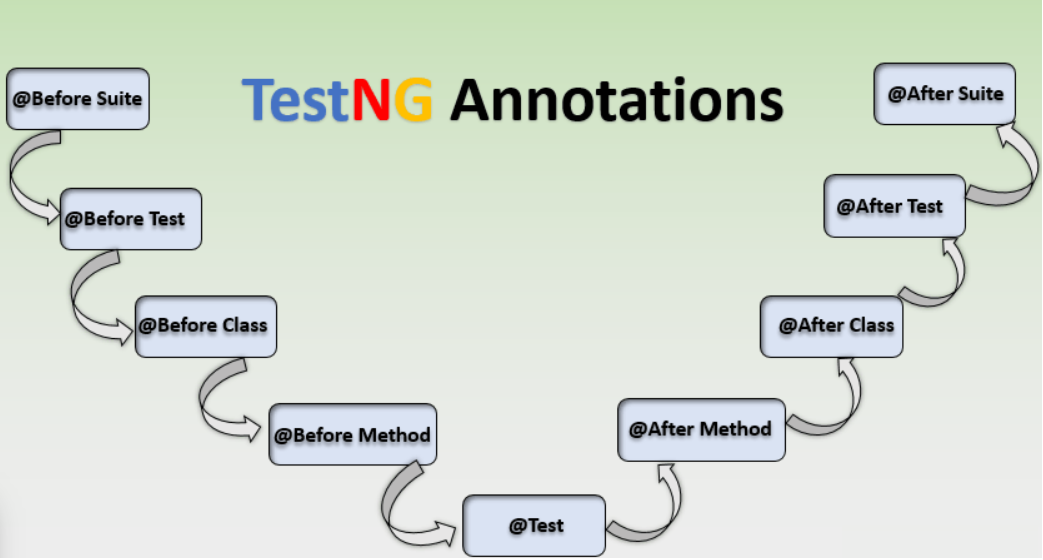 TestNG Annotations
@Before Suite
@Before Test
@Before Class
@Before Method
@Test
@After Method
@After Class
@After Test
@After Suite